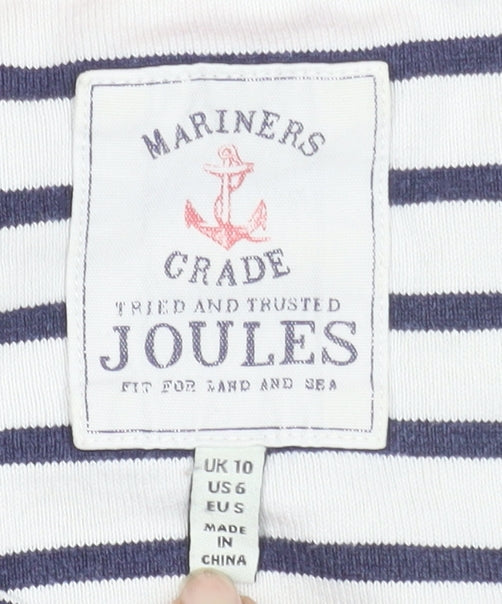 MARINERS
GRADE
TRIED AND TRUSTED
JOULES
FIT FOR LAND AND SEA
UK 10
US 6
EU S
MADE
IN
CHINA